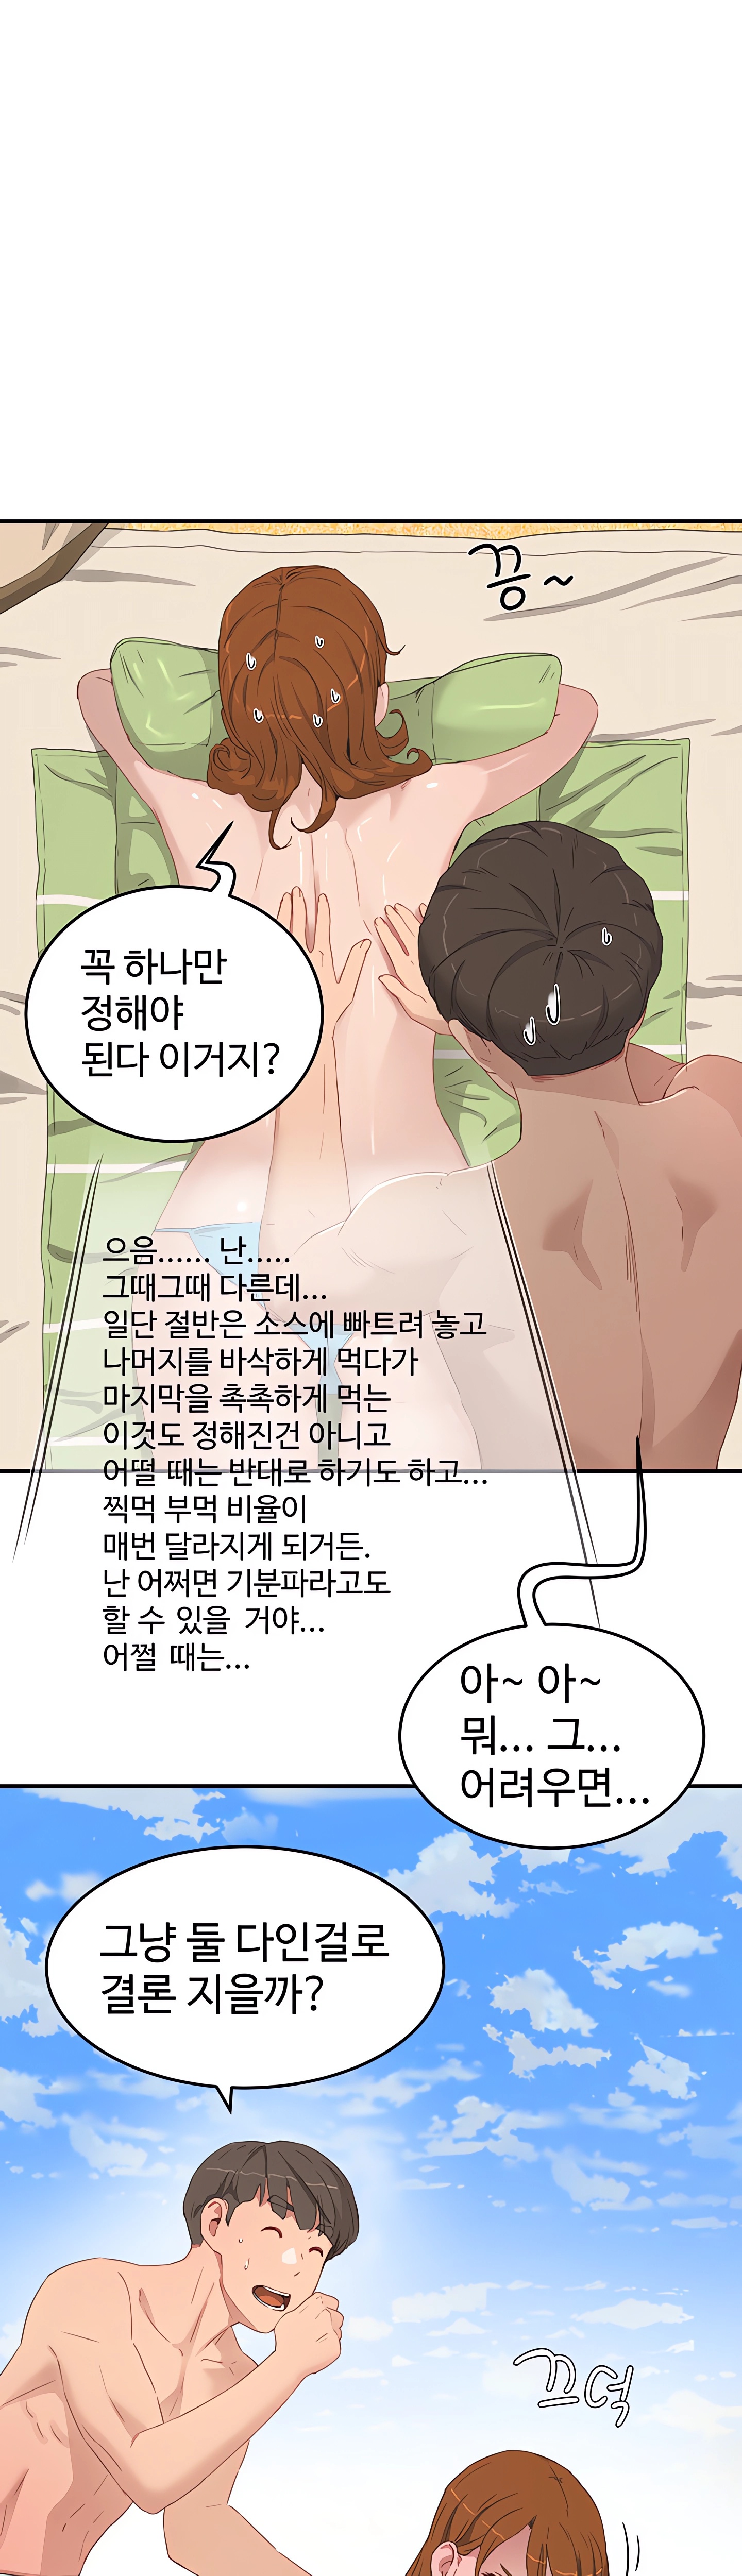 끙~
꼭 하나만
정해야
된다 이거지?
으음...... 난.....
그때그때 다른데...
일단 절반은 소스에 빠트려 놓고
나머지를 바삭하게 먹다가
마지막을 촉촉하게 먹는
이것도 정해진건 아니고
어떨 때는 반대로 하기도 하고...
찍먹 부먹 비율이
매번 달라지게 되거든.
난 어쩌면 기분파라고도
할 수 있을 거야...
어쩔 때는...
아~ 아~
뭐... 그...
어려우면...
그냥 둘 다인걸로
결론 지을까?
끄덕